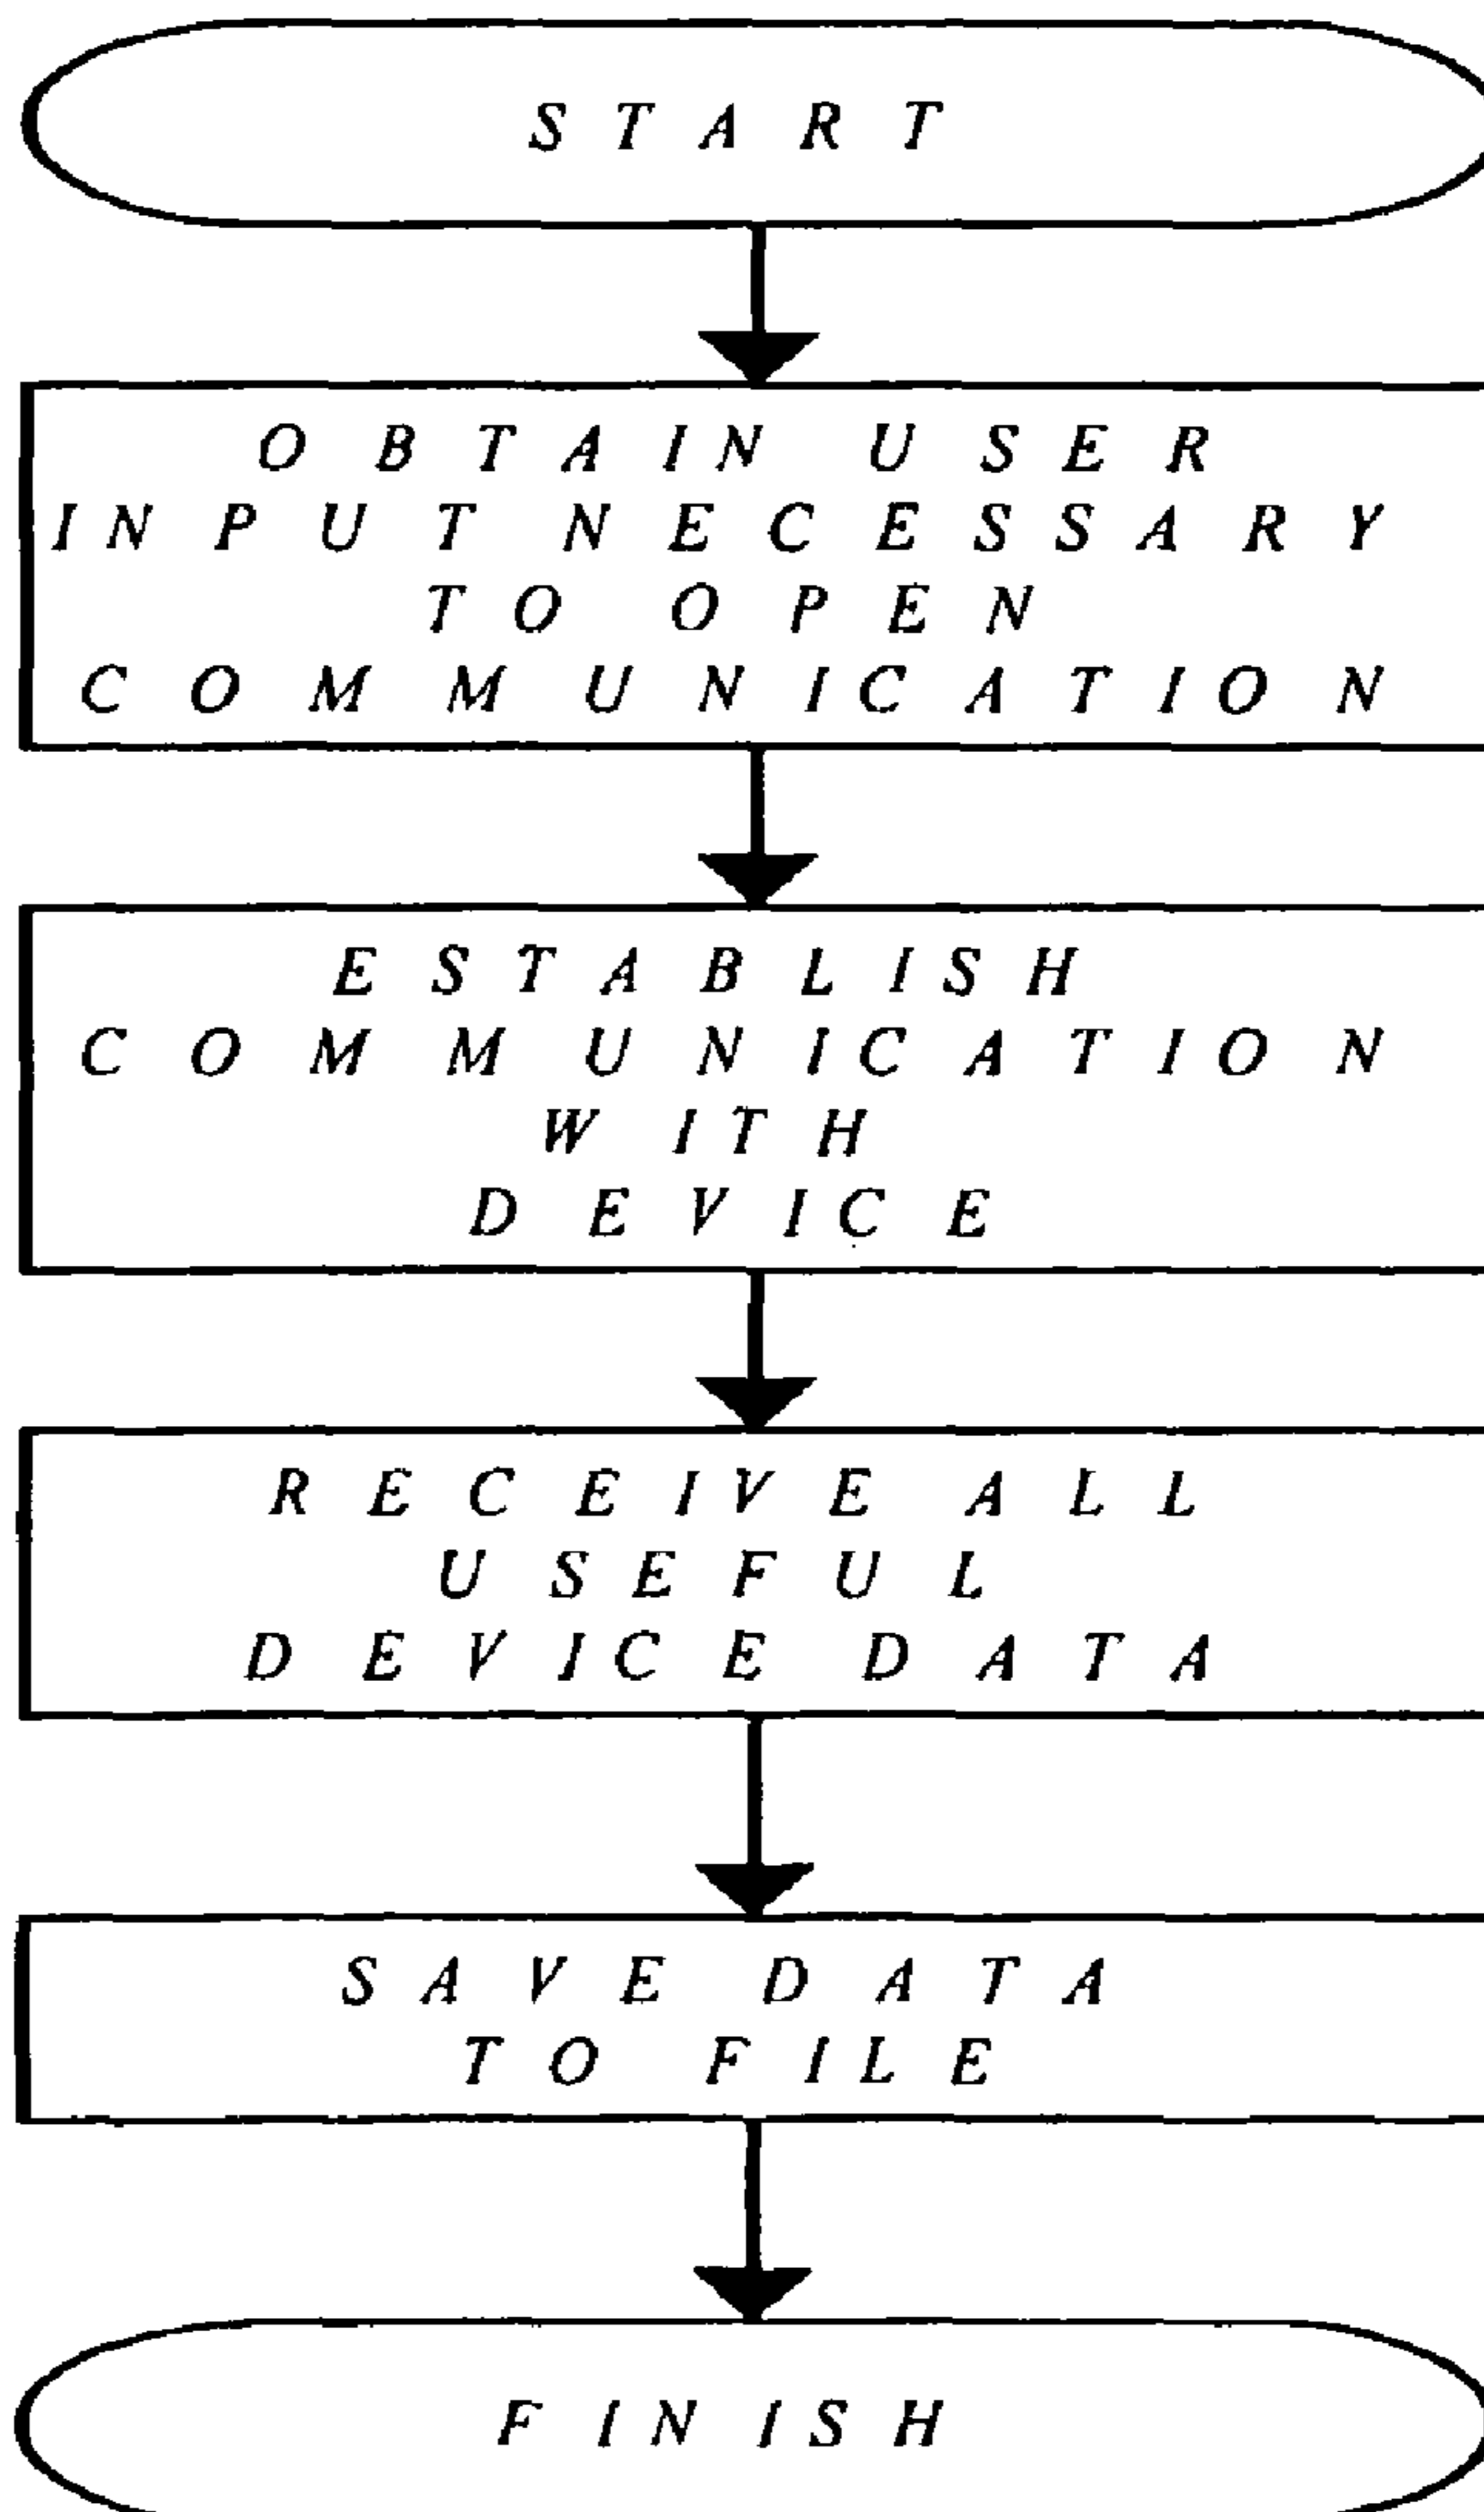 START
OBTAIN USER
INPUT NECESSARY
TO OPEN
COMMUNICATION
ESTABLISH
COMMUNICATION
WITH
DEVICE
RECEIVE ALL
USEFUL
DEVICE DATA
SAVE DATA
TO FILE
FINISH